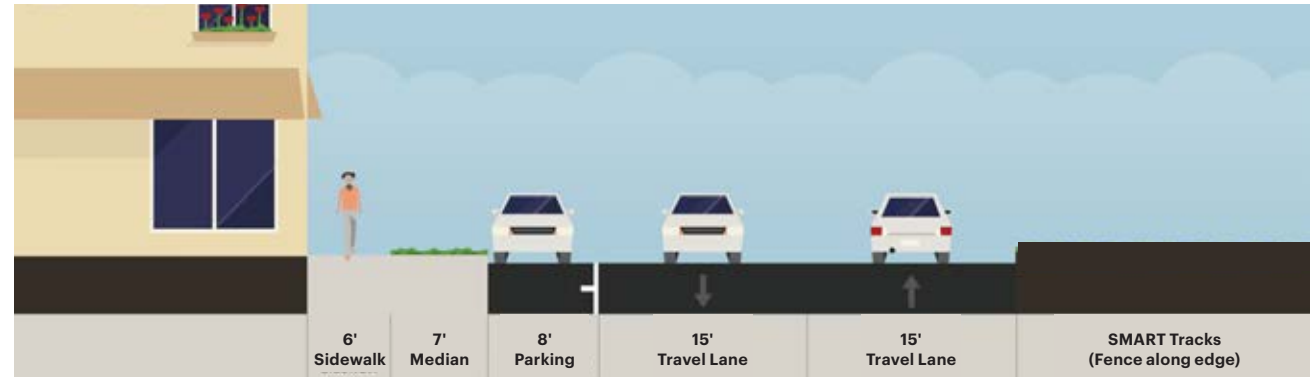 6'
Sidewalk
7'
Median
8'
Parking
15'
Travel Lane
15'
Travel Lane
SMART Tracks
(Fence along edge)